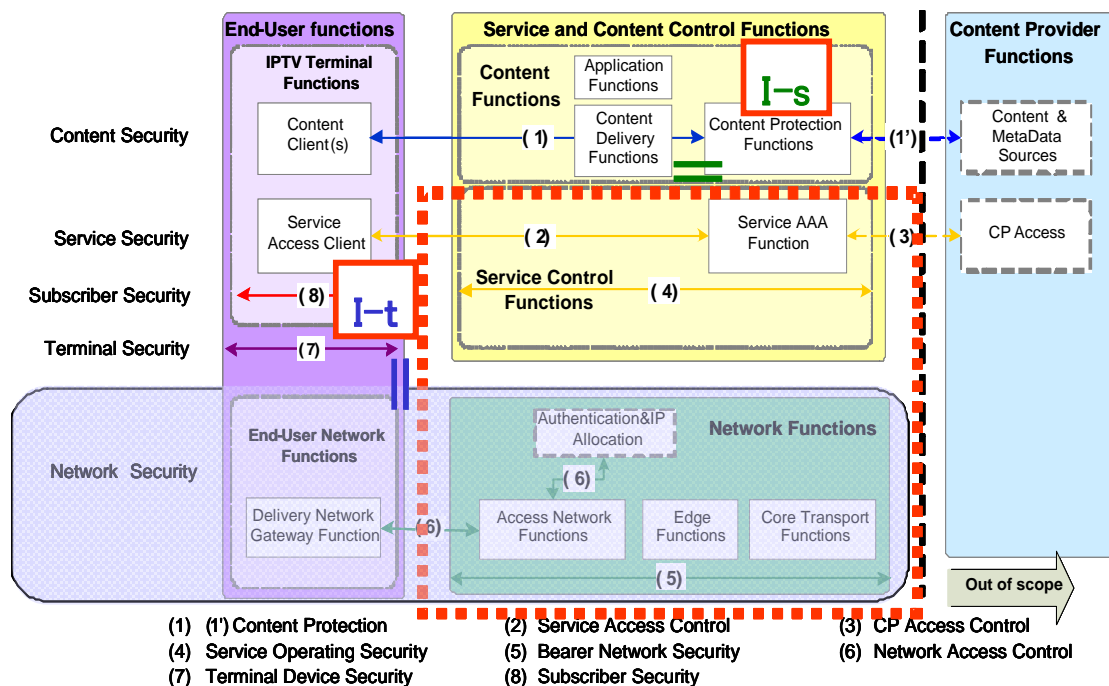 End-User functions
Service and Content Control Functions
Content Provider
Functions
IPTV Terminal
Functions
Content
Functions
Application
Functions
I-s
Content Security
Content
Client(s)
(1)
Content
Delivery
Functions
Content Protection
Functions
(1')
Content &
MetaData
Sources
Service Security
Service
Access Client
(2)
Service AAA
Function
(3)
CP Access
Subscriber Security
(8)
I-t
Service Control
Functions
(4)
Terminal Security
(7)
Network Security
End-User Network
Functions
Authentication&IP
Allocation
Network Functions
(6)
Delivery Network
Gateway Function
(6)
Access Network
Functions
Edge
Functions
Core Transport
Functions
(5)
Out of scope
(1) (1') Content Protection
(2) Service Access Control
(3) CP Access Control
(4) Service Operating Security
(5) Bearer Network Security
(6) Network Access Control
(7) Terminal Device Security
(8) Subscriber Security